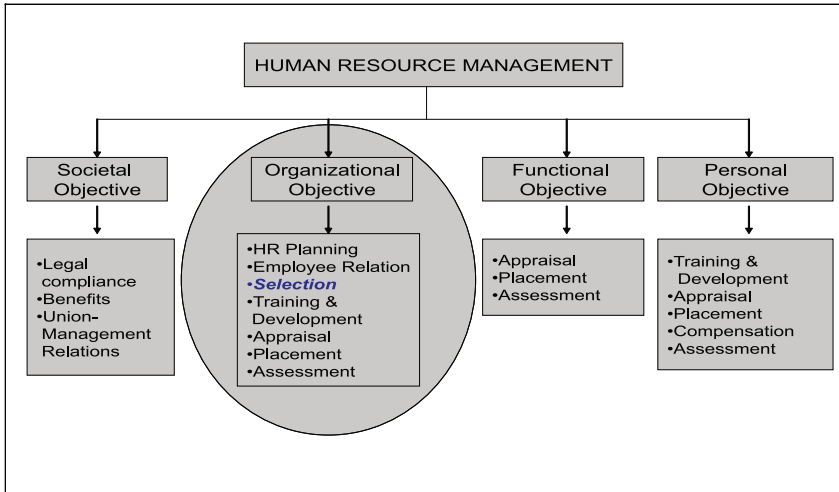 HUMAN RESOURCE MANAGEMENT
Societal
Objective
Organizational
Objective
Functional
Objective
Personal
Objective
•Legal
compliance
•Benefits
•Union-
Management
Relations
•HR Planning
•Employee Relation
•Selection
•Training &
Development
•Appraisal
•Placement
•Assessment
•Appraisal
•Placement
•Assessment
•Training &
Development
•Appraisal
•Placement
•Compensation
•Assessment